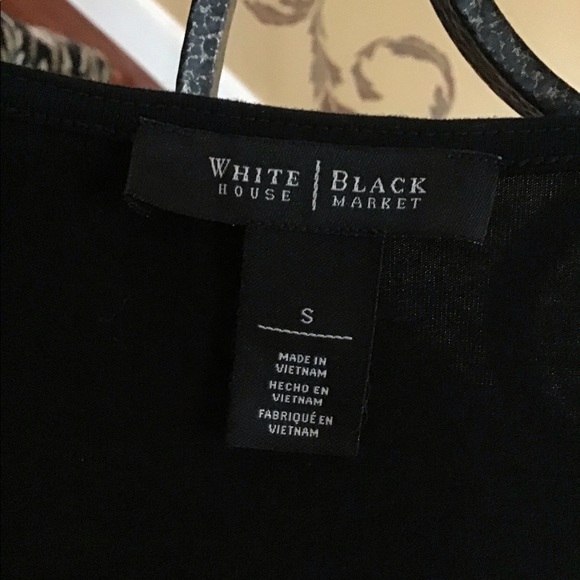 WHITE | BLACK
HOUSE | MARKET
S
MADE IN
VIETNAM
HECHO EN
VIETNAM
FABRIQUÉ EN
VIETNAM